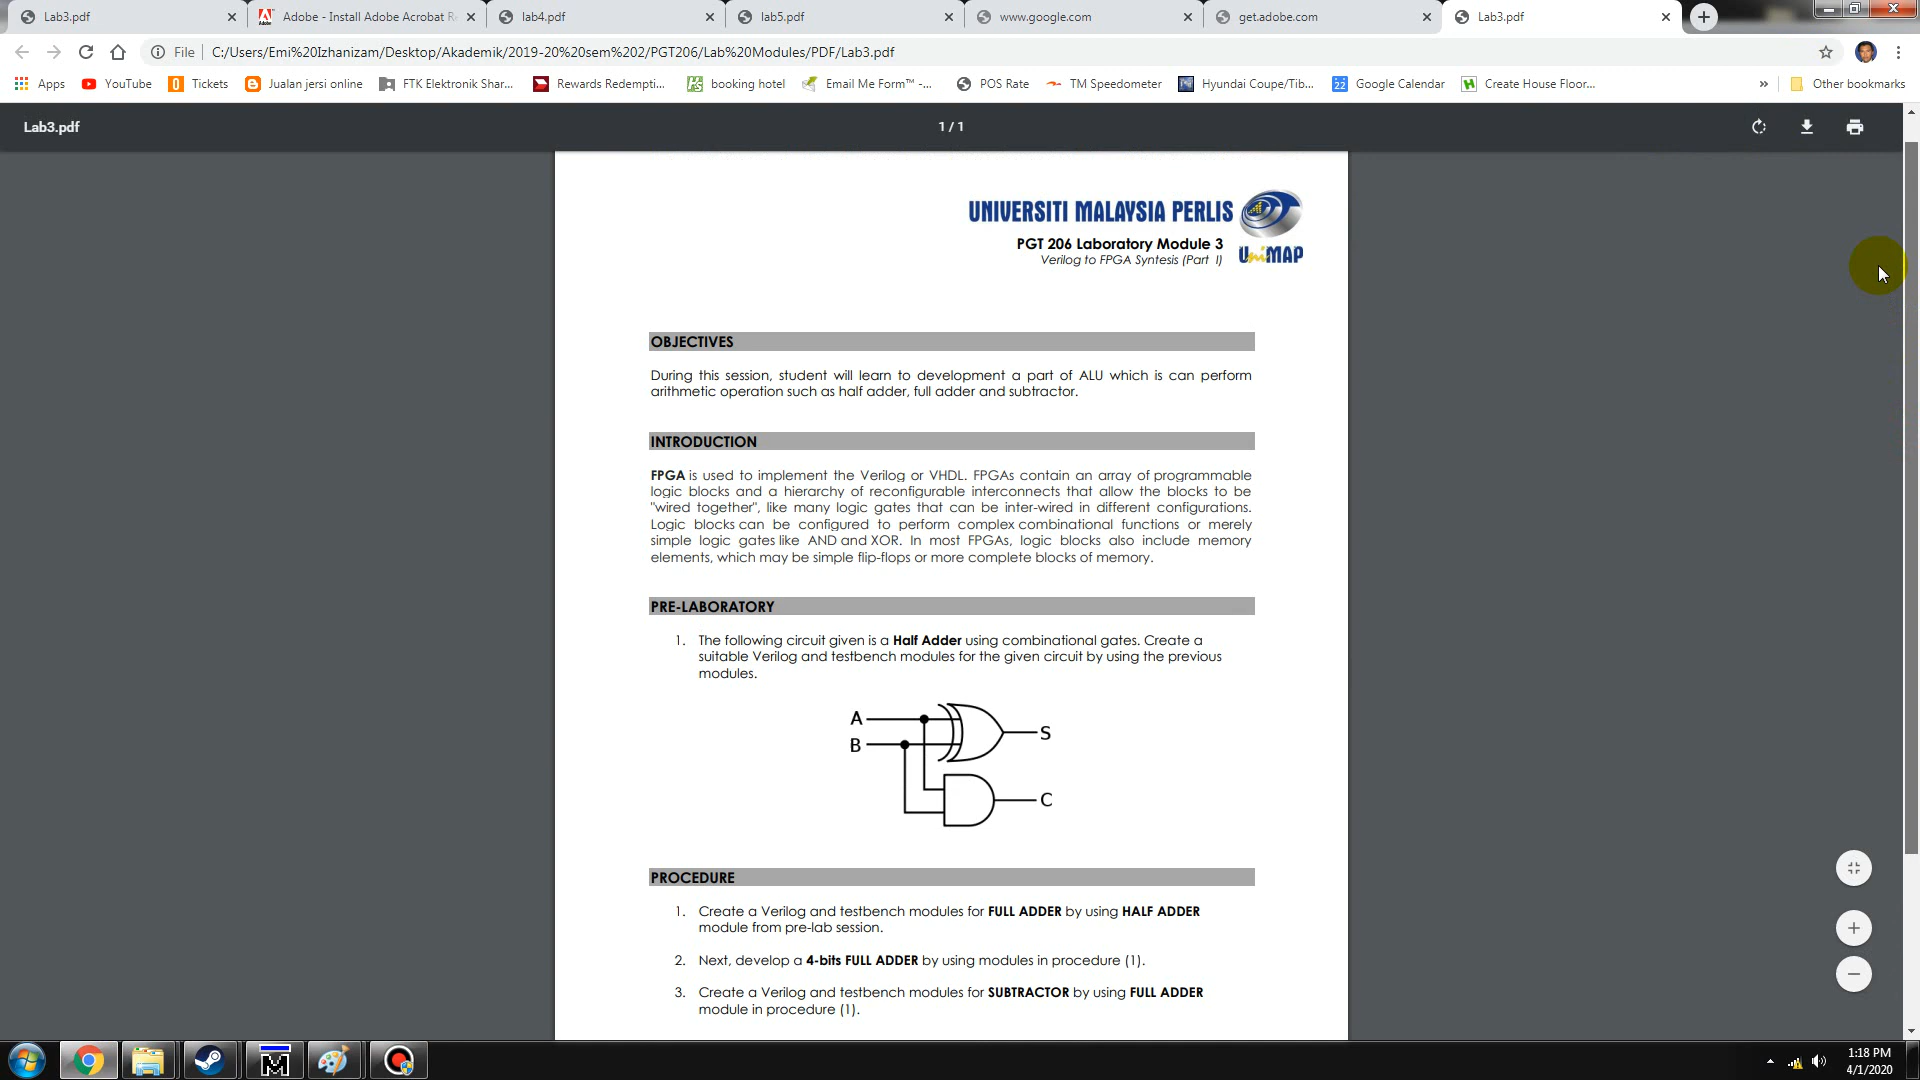 Lab3.pdf
Adobe - Install Adobe Acrobat Re
lab4.pdf
lab5.pdf
www.google.com
get.adobe.com
Lab3.pdf
File
C:/Users/Emi%20Izhanizam/Desktop/Akademik/2019-20%20sem%202/PGT206/Lab%20Modules/PDF/Lab3.pdf
Apps
YouTube
Tickets
Jualan jersi online
FTK Elektronik Shar...
Rewards Redempti...
booking hotel
Email Me Form™ -...
POS Rate
TM Speedometer
Hyundai Coupe/Tib...
22
Google Calendar
Create House Floor...
»
Other bookmarks
Lab3.pdf
1 / 1
UNIVERSITI MALAYSIA PERLIS
PGT 206 Laboratory Module 3
Verilog to FPGA Syntesis (Part I)
UniMAP
OBJECTIVES
During this session, student will learn to development a part of ALU which is can perform
arithmetic operation such as half adder, full adder and subtractor.
INTRODUCTION
FPGA is used to implement the Verilog or VHDL. FPGAs contain an array of programmable
logic blocks and a hierarchy of reconfigurable interconnects that allow the blocks to be
"wired together", like many logic gates that can be inter-wired in different configurations.
Logic blocks can be configured to perform complex combinational functions or merely
simple logic gates like AND and XOR. In most FPGAs, logic blocks also include memory
elements, which may be simple flip-flops or more complete blocks of memory.
PRE-LABORATORY
1. The following circuit given is a Half Adder using combinational gates. Create a
suitable Verilog and testbench modules for the given circuit by using the previous
modules.
A
B
S
C
PROCEDURE
1. Create a Verilog and testbench modules for FULL ADDER by using HALF ADDER
module from pre-lab session.
2. Next, develop a 4-bits FULL ADDER by using modules in procedure (1).
3. Create a Verilog and testbench modules for SUBTRACTOR by using FULL ADDER
module in procedure (1).
1:18 PM
4/1/2020